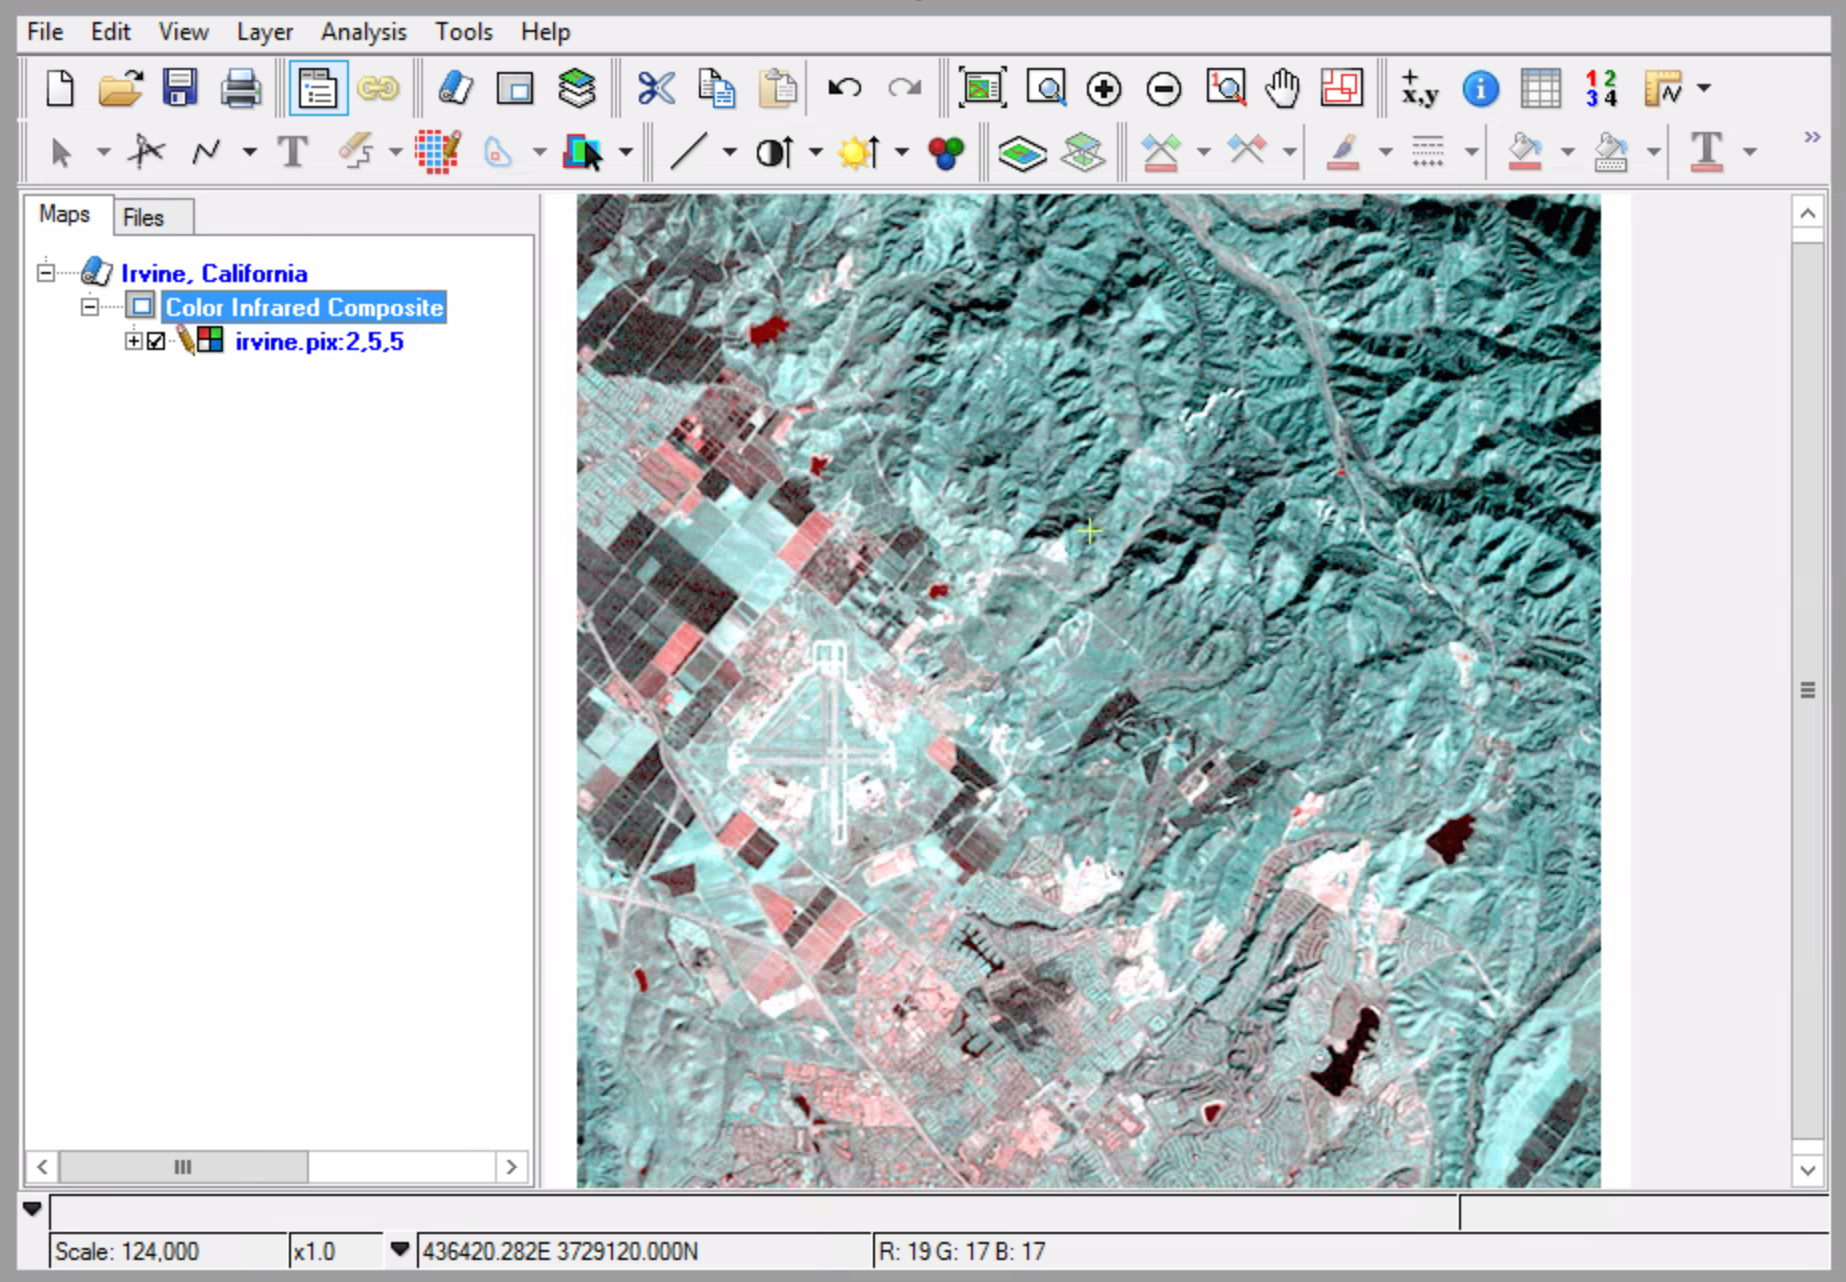 File Edit View Layer Analysis Tools Help
1
+
x,y
i
1 2
3 4
T
T
»
Maps
Files
Irvine, California
Color Infrared Composite
irvine.pix:2,5,5
Scale: 124,000
x1.0
436420.282E 3729120.000N
R: 19 G: 17 B: 17